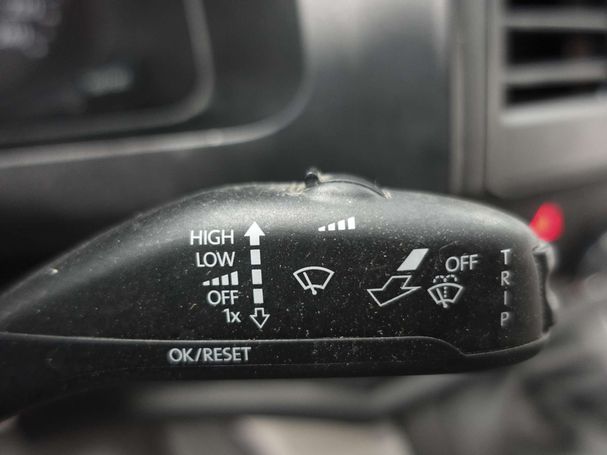 HIGH
LOW
OFF
1x
OFF
TRIP
OK/RESET